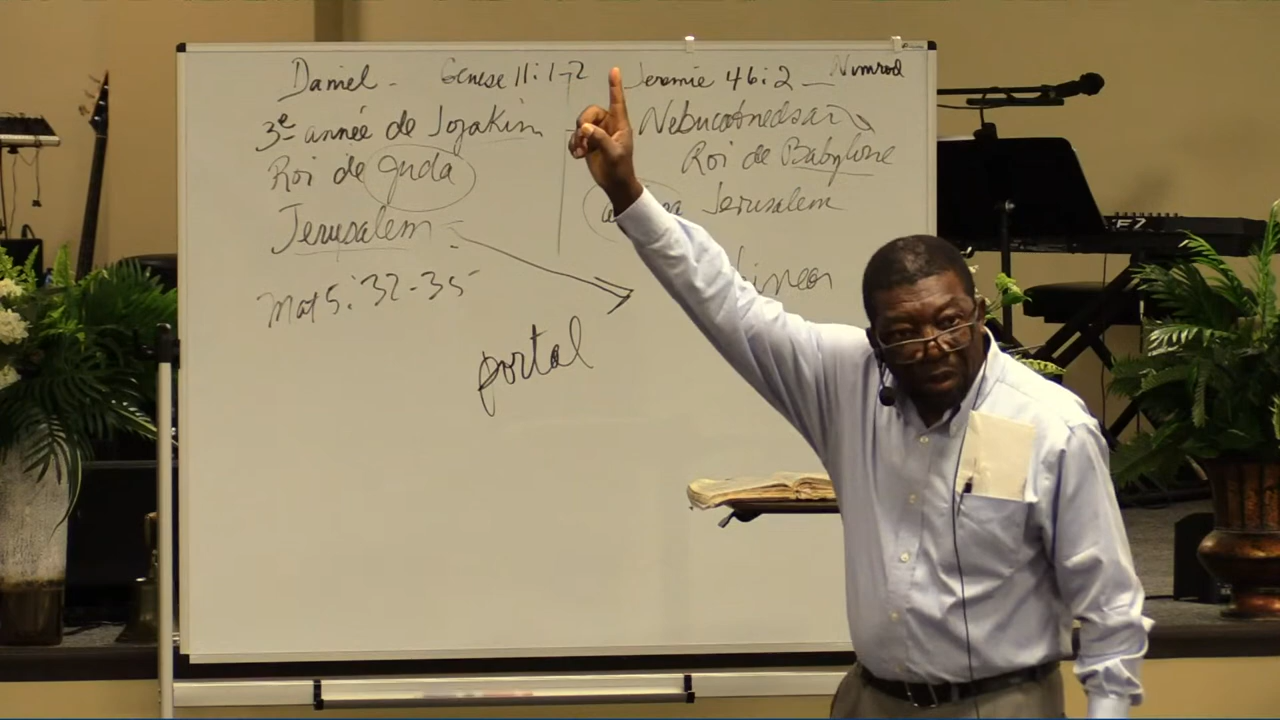 Daniel - Genese 11:1-2 Jeremie 46:2 - Nimrod
3e année de Jojakim
Roi de Juda
Jerusalem
Mat 5:32-35
Nebucadnedsar
Roi de Babylone
Jerusalem
portal